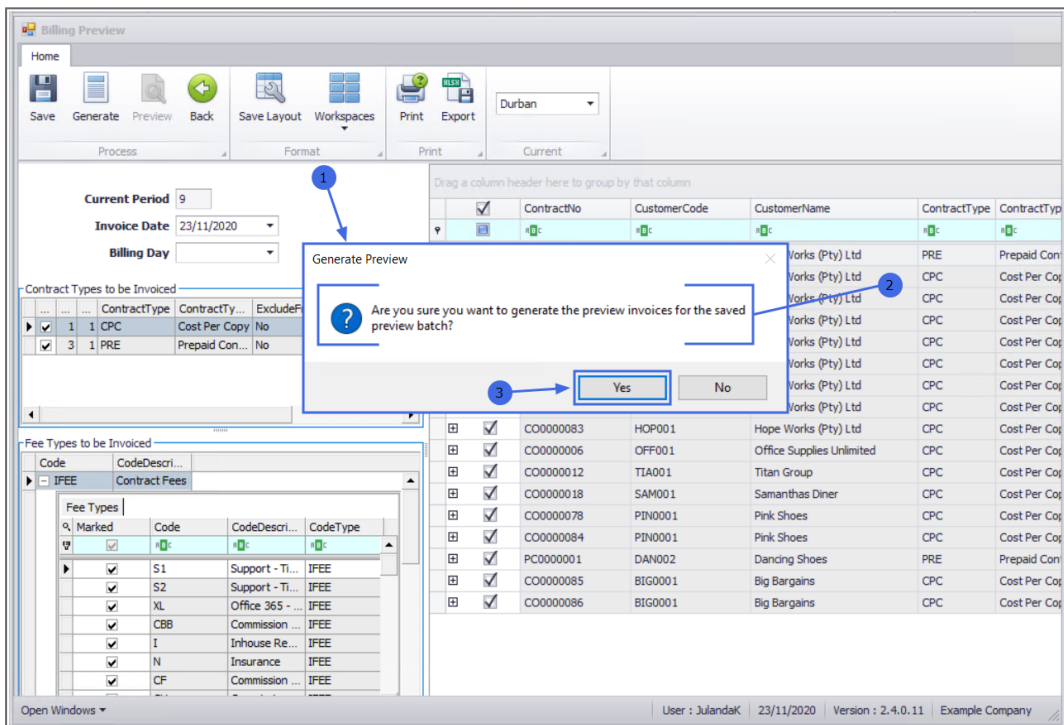 Billing Preview
Home
Save Generate Preview Back Save Layout Workspaces Print Export Durban
Process Format Print Current
1
Drag a column header here to group by that column
Current Period 9
Invoice Date 23/11/2020
Billing Day
ContractNo CustomerCode CustomerName ContractType ContractTyp
Generate Preview
Are you sure you want to generate the preview invoices for the saved
preview batch?
2
3
Yes No
Contract Types to be Invoiced
... ... ... ContractType ContractTy... ExcludeF
1 1 CPC Cost Per Copy No
3 1 PRE Prepaid Con... No
Works (Pty) Ltd PRE Prepaid Con
Works (Pty) Ltd CPC Cost Per Cop
Works (Pty) Ltd CPC Cost Per Cop
Works (Pty) Ltd CPC Cost Per Cop
Works (Pty) Ltd CPC Cost Per Cop
Works (Pty) Ltd CPC Cost Per Cop
Works (Pty) Ltd CPC Cost Per Cop
Works (Pty) Ltd CPC Cost Per Cop
CO0000083 HOP001 Hope Works (Pty) Ltd CPC Cost Per Cop
CO0000006 OFF001 Office Supplies Unlimited CPC Cost Per Cop
CO0000012 TIA001 Titan Group CPC Cost Per Cop
CO0000018 SAM001 Samanthas Diner CPC Cost Per Cop
CO0000078 PIN0001 Pink Shoes CPC Cost Per Cop
CO0000084 PIN0001 Pink Shoes CPC Cost Per Cop
PC0000001 DAN002 Dancing Shoes PRE Prepaid Con
CO0000085 BIG0001 Big Bargains CPC Cost Per Cop
CO0000086 BIG0001 Big Bargains CPC Cost Per Cop
Fee Types to be Invoiced
Code CodeDescri...
IFEE Contract Fees
Fee Types
Marked Code CodeDescri... CodeType
S1 Support - Ti... IFEE
S2 Support - Ti... IFEE
XL Office 365 - ... IFEE
CBB Commission ... IFEE
I Inhouse Re... IFEE
N Insurance IFEE
CF Commission ... IFEE
Open Windows User : JulandaK 23/11/2020 Version : 2.4.0.11 Example Company